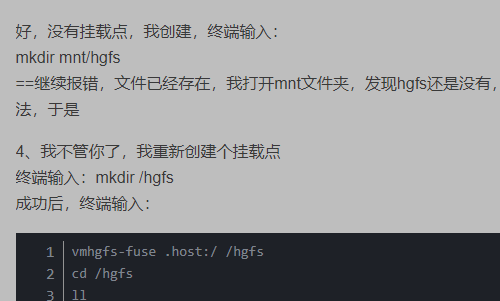 好，没有挂载点，我创建，终端输入：
mkdir mnt/hgfs
==继续报错，文件已经存在，我打开mnt文件夹，发现hgfs还是没有，
法，于是
4、我不管你了，我重新创建个挂载点
终端输入：mkdir /hgfs
成功后，终端输入：
1 vmhgfs-fuse .host:/ /hgfs
2 cd /hgfs
3 ll